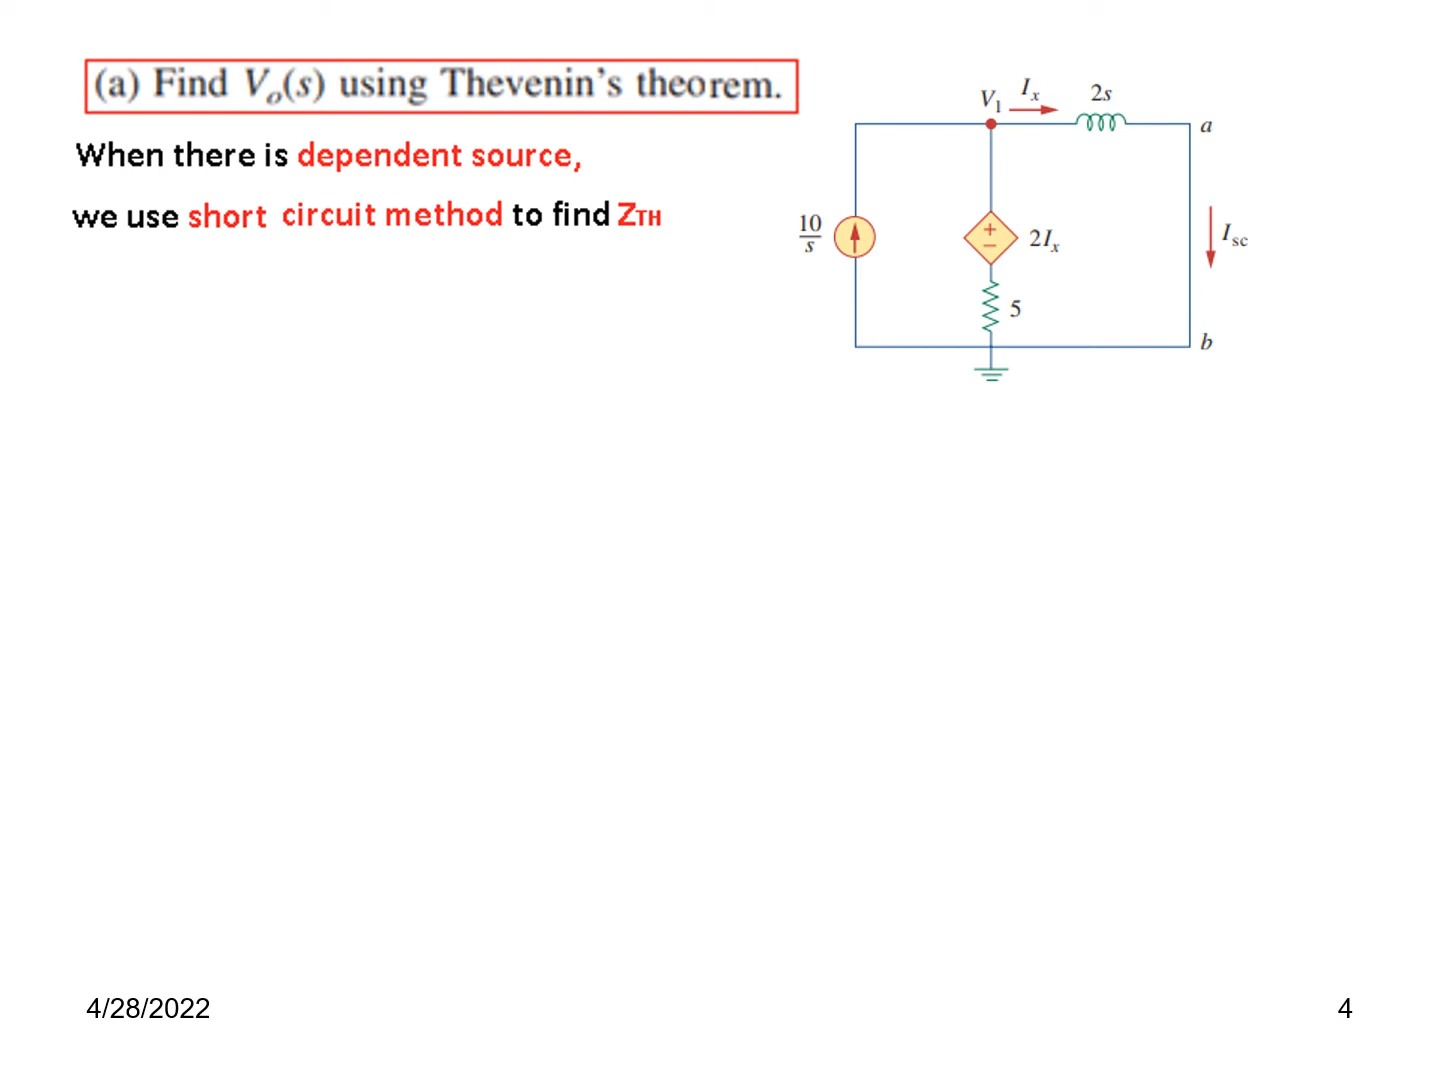 (a) Find Vo(s) using Thevenin's theorem.
When there is dependent source,
we use short circuit method to find ZTH
V1
Ix
2s
a
10
s
+
−
2Ix
Isc
5
b
4/28/2022
4